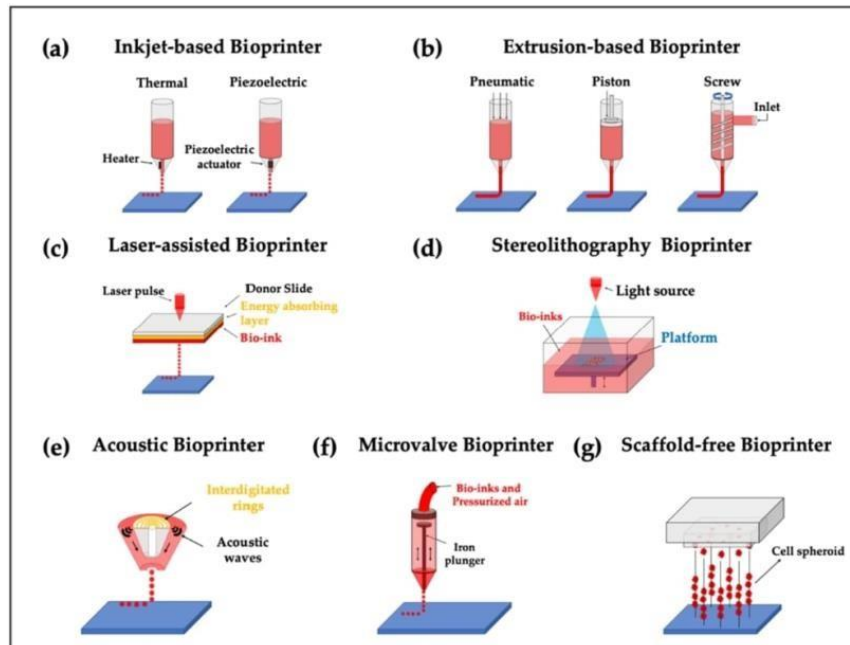 (a) Inkjet-based Bioprinter
Thermal Piezoelectric
Heater
Piezoelectric
actuator
(b) Extrusion-based Bioprinter
Pneumatic Piston Screw
Inlet
(c) Laser-assisted Bioprinter
Laser pulse
Donor Slide
Energy absorbing
layer
Bio-ink
(d) Stereolithography Bioprinter
Light source
Bio-inks
Platform
(e) Acoustic Bioprinter
Interdigitated
rings
Acoustic
waves
(f) Microvalve Bioprinter
Bio-inks and
Pressurized air
Iron
plunger
(g) Scaffold-free Bioprinter
Cell spheroid